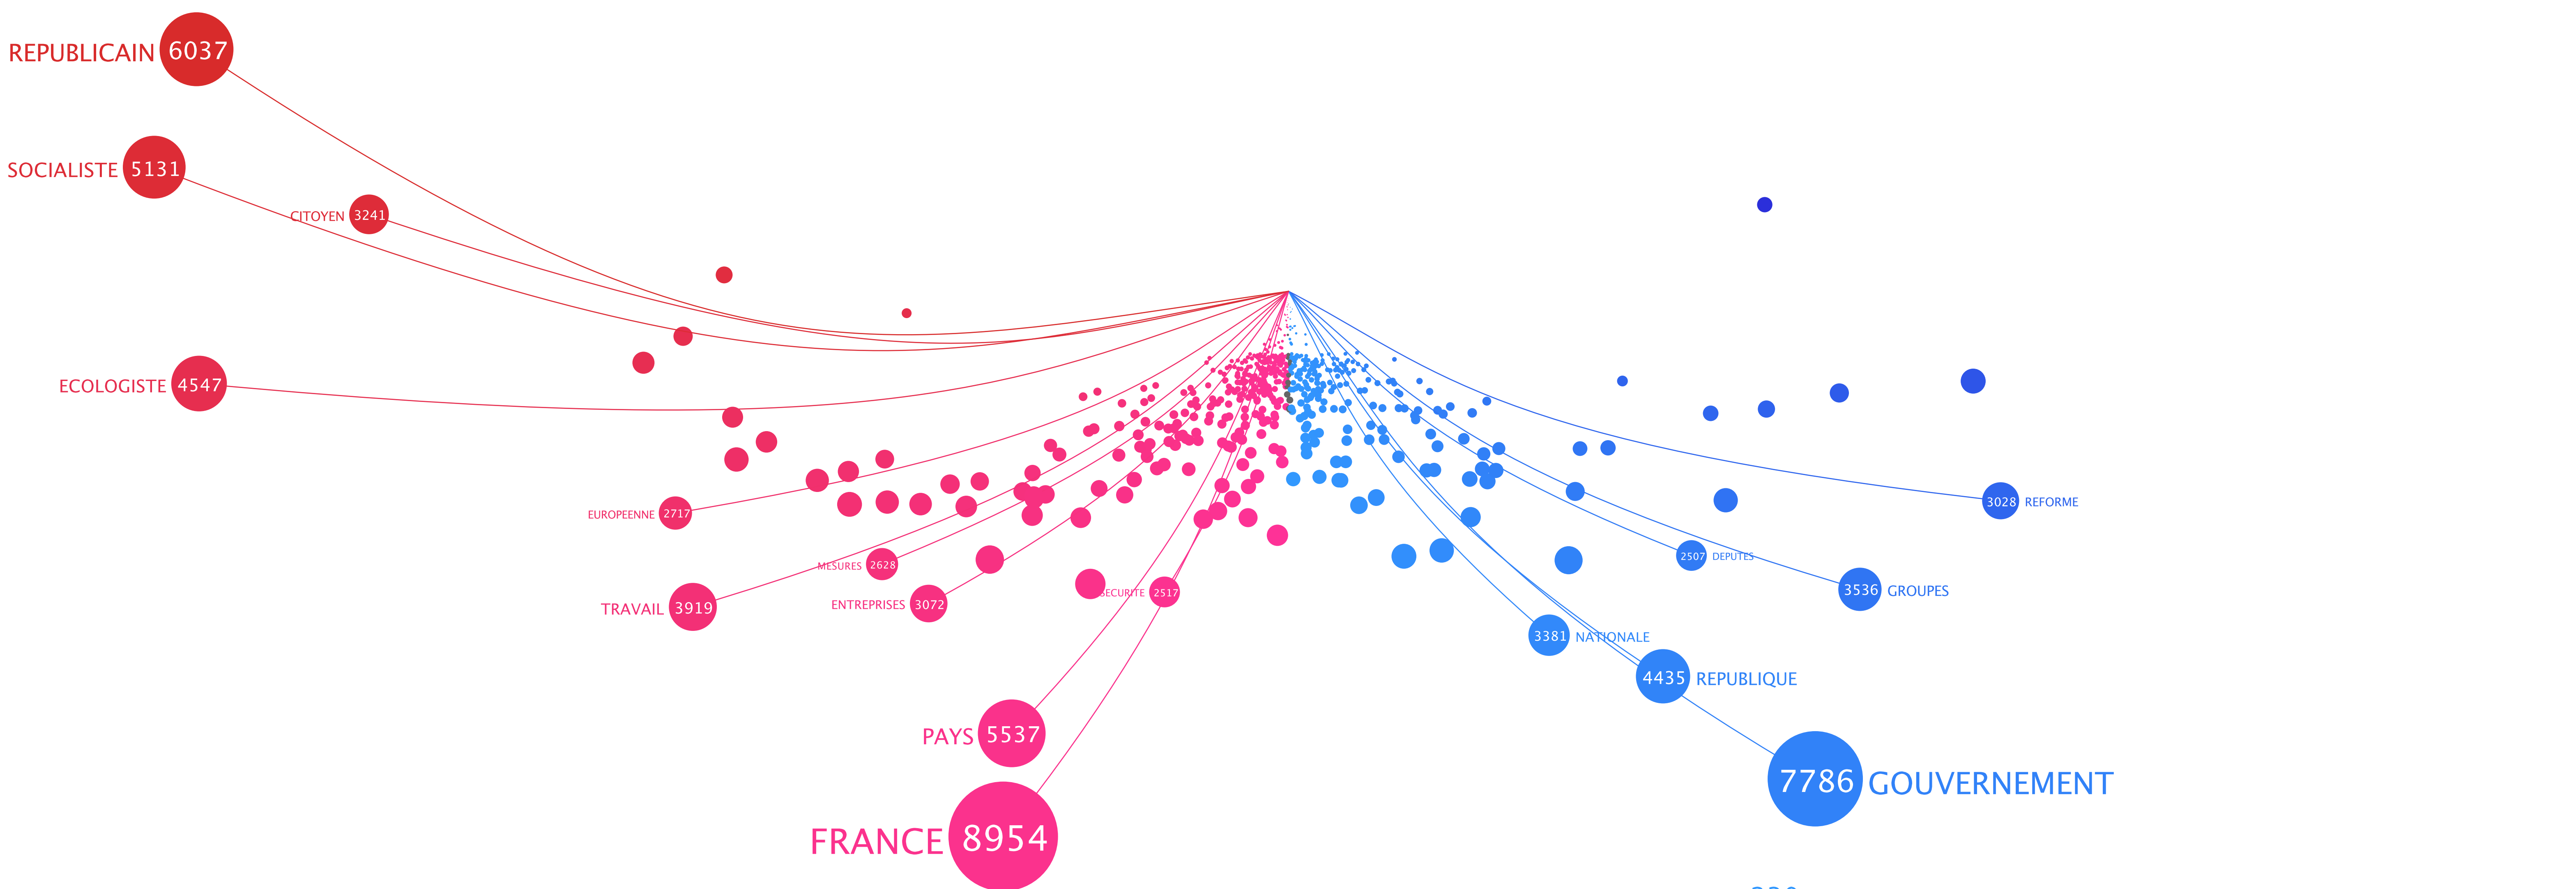 REPUBLICAIN 6037
SOCIALISTE 5131
CITOYEN 3241
ECOLOGISTE 4547
3028 REFORME
EUROPEENNE 2717
2507 DEPUTES
MESURES 2628
3536 GROUPES
SECURITE 2517
ENTREPRISES 3072
TRAVAIL 3919
3381 NATIONALE
4435 REPUBLIQUE
PAYS 5537
7786 GOUVERNEMENT
FRANCE 8954